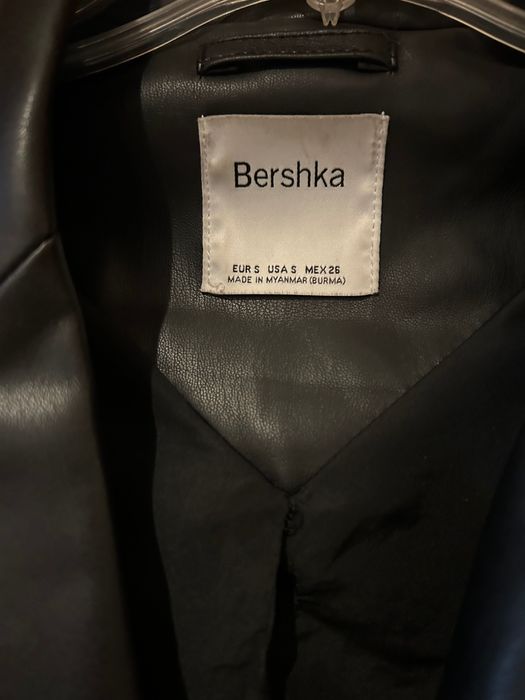 Bershka
EUR S USA S MEX 26
MADE IN MYANMAR (BURMA)